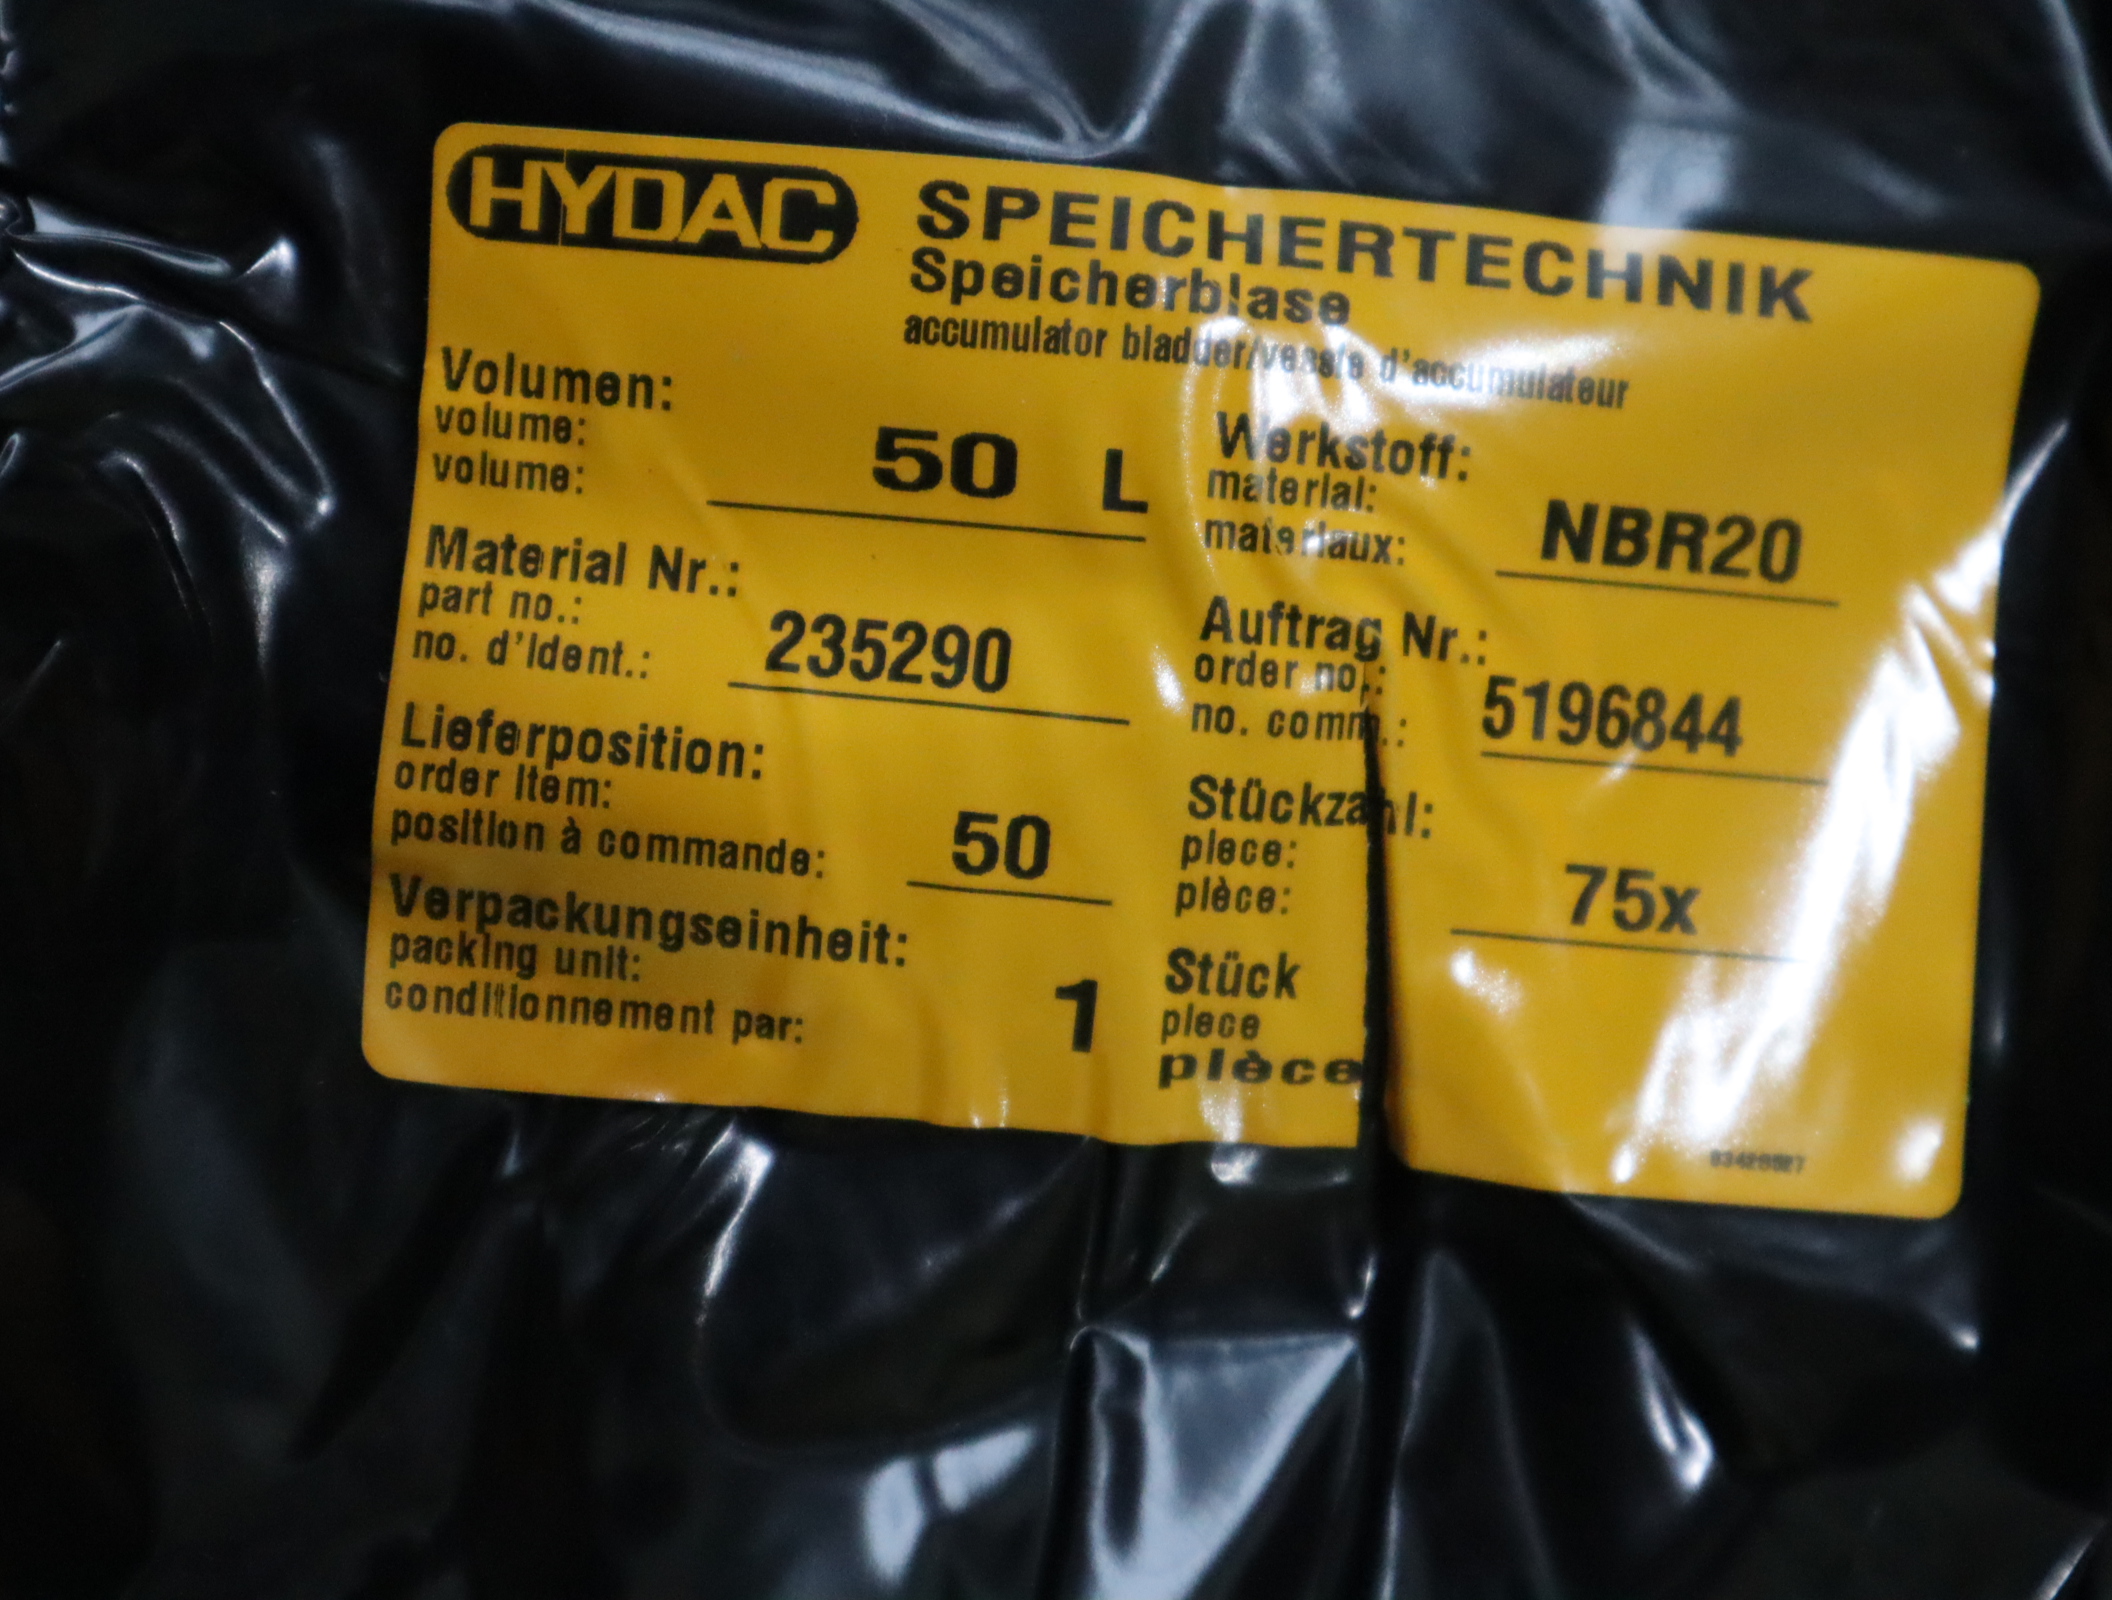 HYDAC
SPEICHERTECHNIK
Speicherblase
accumulator bladder/vessie d'accumulateur
Volumen:
volume:
volume:
50 L
Werkstoff:
material:
materiaux:
NBR20
Material Nr.:
part no.:
no. d'ident.:
235290
Auftrag Nr.:
order no.:
no. comm.:
5196844
Lieferposition:
order item:
position à commande:
50
Stückzahl:
piece:
pièce:
75x
Verpackungseinheit:
packing unit:
conditionnement par:
1
Stück
piece
pièce